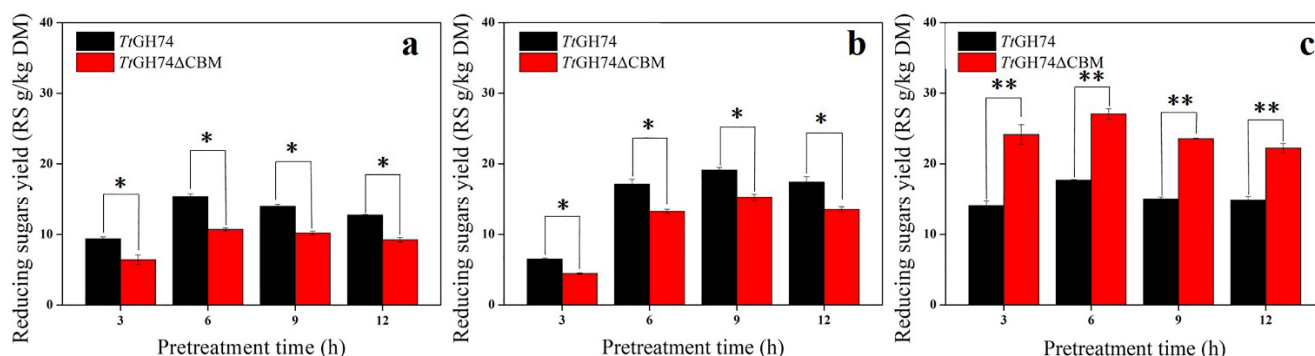 Reducing sugars yield (RS g/kg DM)
40
30
20
10
0
TtGH74
TtGH74ΔCBM
a
*
*
*
*
3 6 9 12
Pretreatment time (h)
Reducing sugars yield (RS g/kg DM)
40
30
20
10
0
TtGH74
TtGH74ΔCBM
b
*
*
*
*
3 6 9 12
Pretreatment time (h)
Reducing sugars yield (RS g/kg DM)
40
30
20
10
0
TtGH74
TtGH74ΔCBM
c
**
**
**
**
3 6 9 12
Pretreatment time (h)